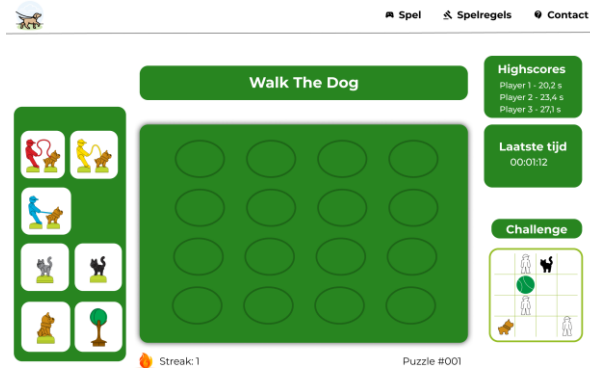 Spel
Spelregels
Contact
Walk The Dog
Highscores
Player 1 - 20,2 s
Player 2 - 23,4 s
Player 3 - 27,1 s
Laatste tijd
00:01:12
Challenge
Streak: 1
Puzzle #001